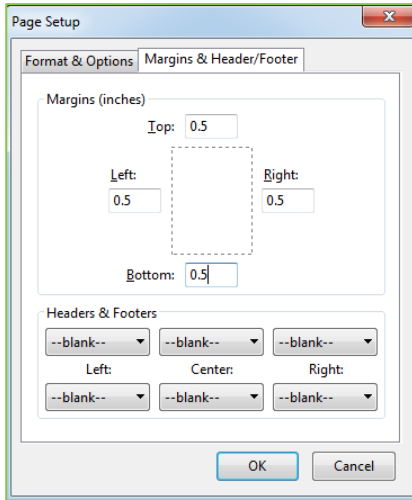 Page Setup
Format & Options Margins & Header/Footer
Margins (inches)
Top: 0.5
Left: Right:
0.5 0.5
Bottom: 0.5
Headers & Footers
--blank-- --blank-- --blank--
Left: Center: Right:
--blank-- --blank-- --blank--
OK Cancel